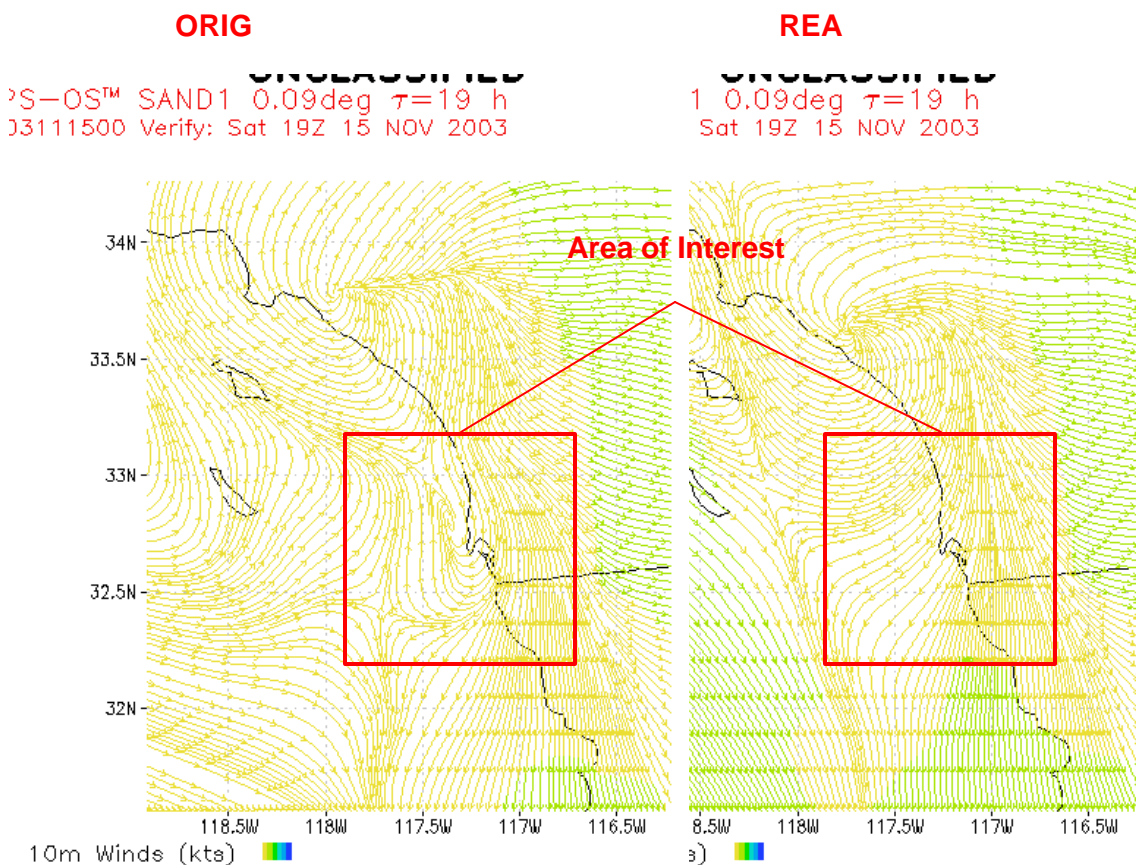 ORIG REA
UNCLASSIFIED UNCLASSIFIED
PS-OS™ SAND1 0.09deg τ=19 h
03111500 Verify: Sat 19Z 15 NOV 2003
1 0.09deg τ=19 h
Sat 19Z 15 NOV 2003
Area of Interest
34N
33.5N
33N
32.5N
32N
118.5W 118W 117.5W 117W 116.5W
8.5W 118W 117.5W 117W 116.5W
10m Winds (kts)
s)